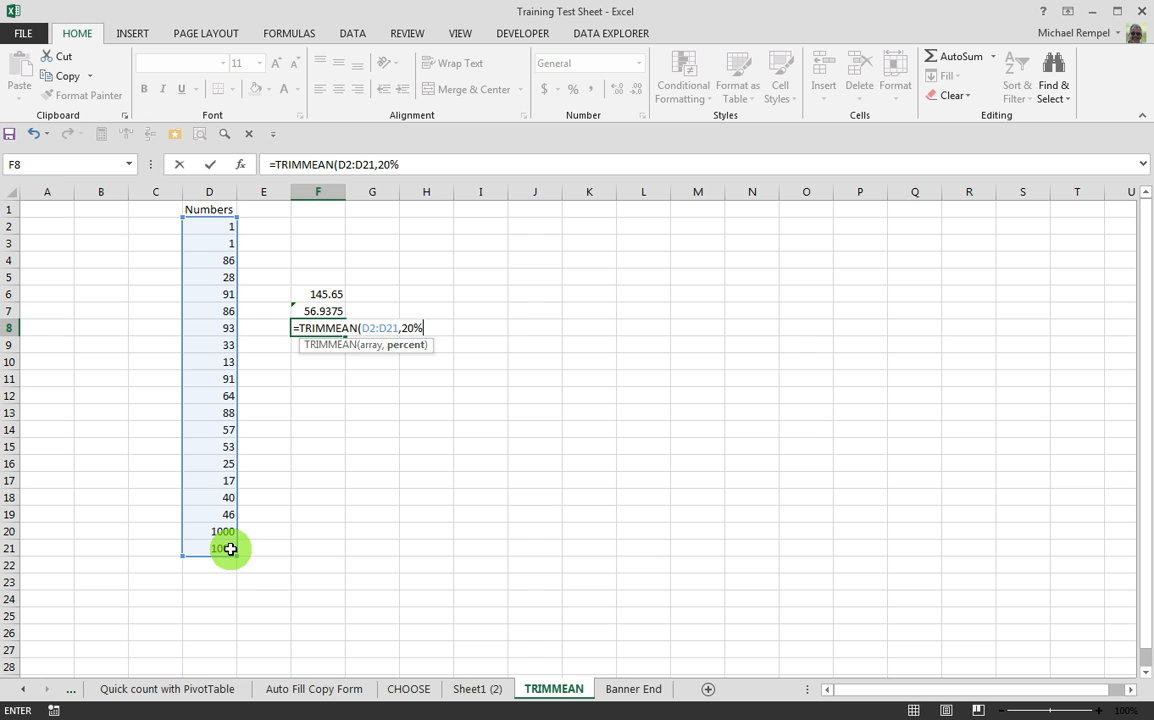 Training Test Sheet - Excel
FILE HOME INSERT PAGE LAYOUT FORMULAS DATA REVIEW VIEW DEVELOPER DATA EXPLORER Michael Rempel
Cut
Copy
Format Painter
Paste
11
Wrap Text
Merge & Center
General
Conditional Formatting
Format as Table
Cell Styles
Insert
Delete
Format
AutoSum
Fill
Clear
Sort & Filter
Find & Select
Clipboard Font Alignment Number Styles Cells Editing
F8 =TRIMMEAN(D2:D21,20%
A B C D E F G H I J K L M N O P Q R S T U
1 Numbers
2 1
3 1
4 86
5 28
6 91 145.65
7 86 56.9375
8 93 =TRIMMEAN(D2:D21,20%
9 33 TRIMMEAN(array, percent)
10 13
11 91
12 64
13 88
14 57
15 53
16 25
17 17
18 40
19 46
20 1000
21
22
23
24
25
26
27
28
... Quick count with PivotTable Auto Fill Copy Form CHOOSE Sheet1 (2) TRIMMEAN Banner End
ENTER 100%